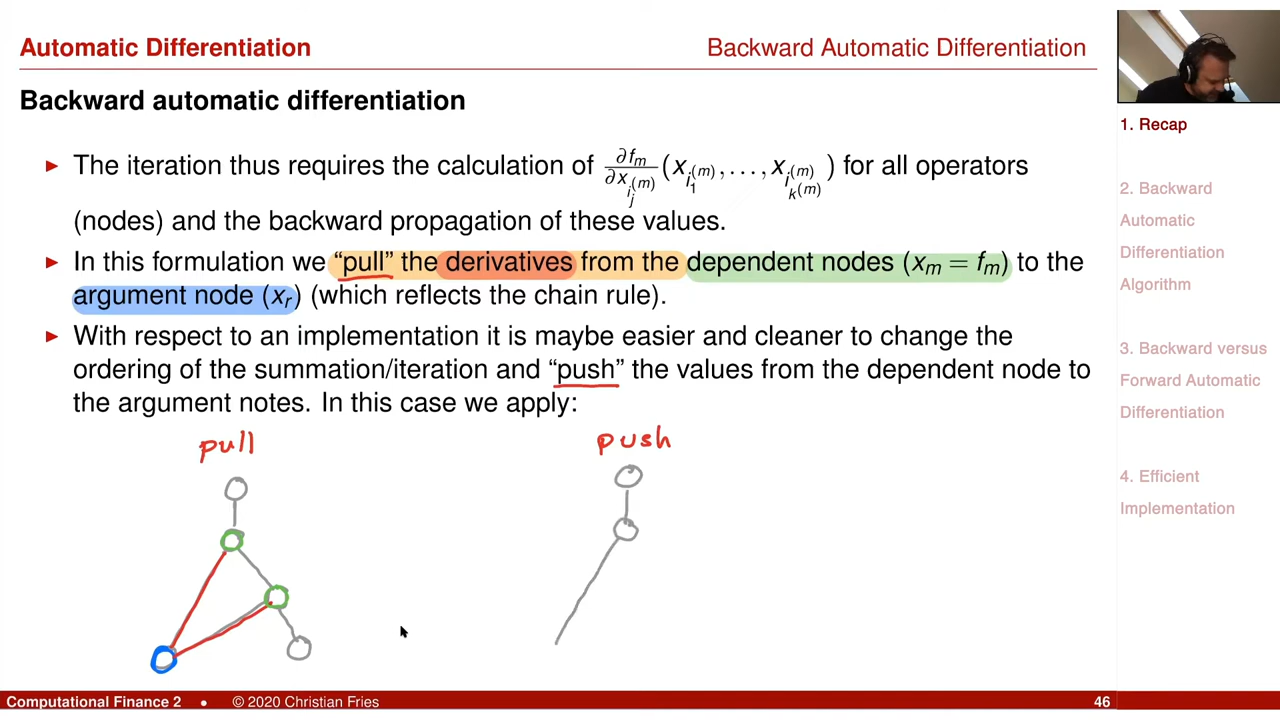 Automatic Differentiation
Backward Automatic Differentiation
Backward automatic differentiation
► The iteration thus requires the calculation of ∂f_m/∂x_{i_j^{(m)}} (x_{i_1^{(m)}}, . . . , x_{i_{k^{(m)}}^{(m)}}) for all operators
(nodes) and the backward propagation of these values.
► In this formulation we “pull” the derivatives from the dependent nodes (x_m = f_m) to the
argument node (x_r) (which reflects the chain rule).
► With respect to an implementation it is maybe easier and cleaner to change the
ordering of the summation/iteration and “push” the values from the dependent node to
the argument notes. In this case we apply:
pull
push
1. Recap
2. Backward
Automatic
Differentiation
Algorithm
3. Backward versus
Forward Automatic
Differentiation
4. Efficient
Implementation
Computational Finance 2 • © 2020 Christian Fries
46